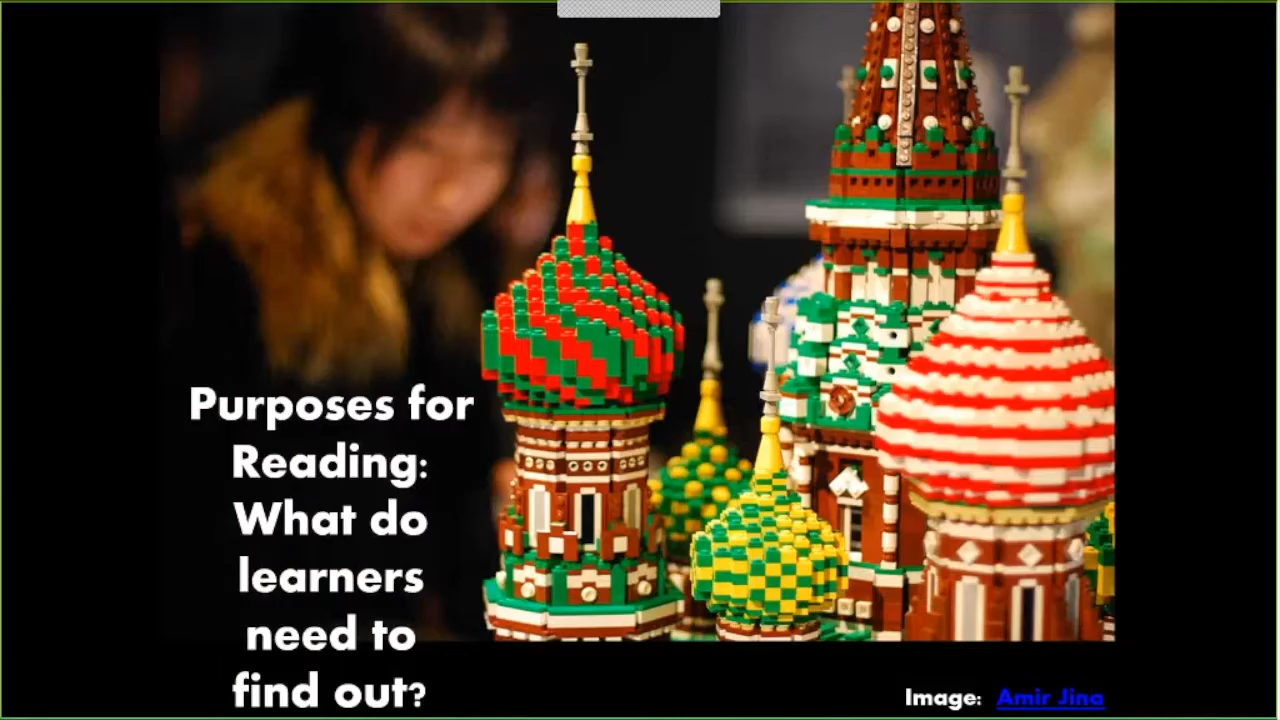 Purposes for
Reading:
What do
learners
need to
find out?
Image: Amir Jina